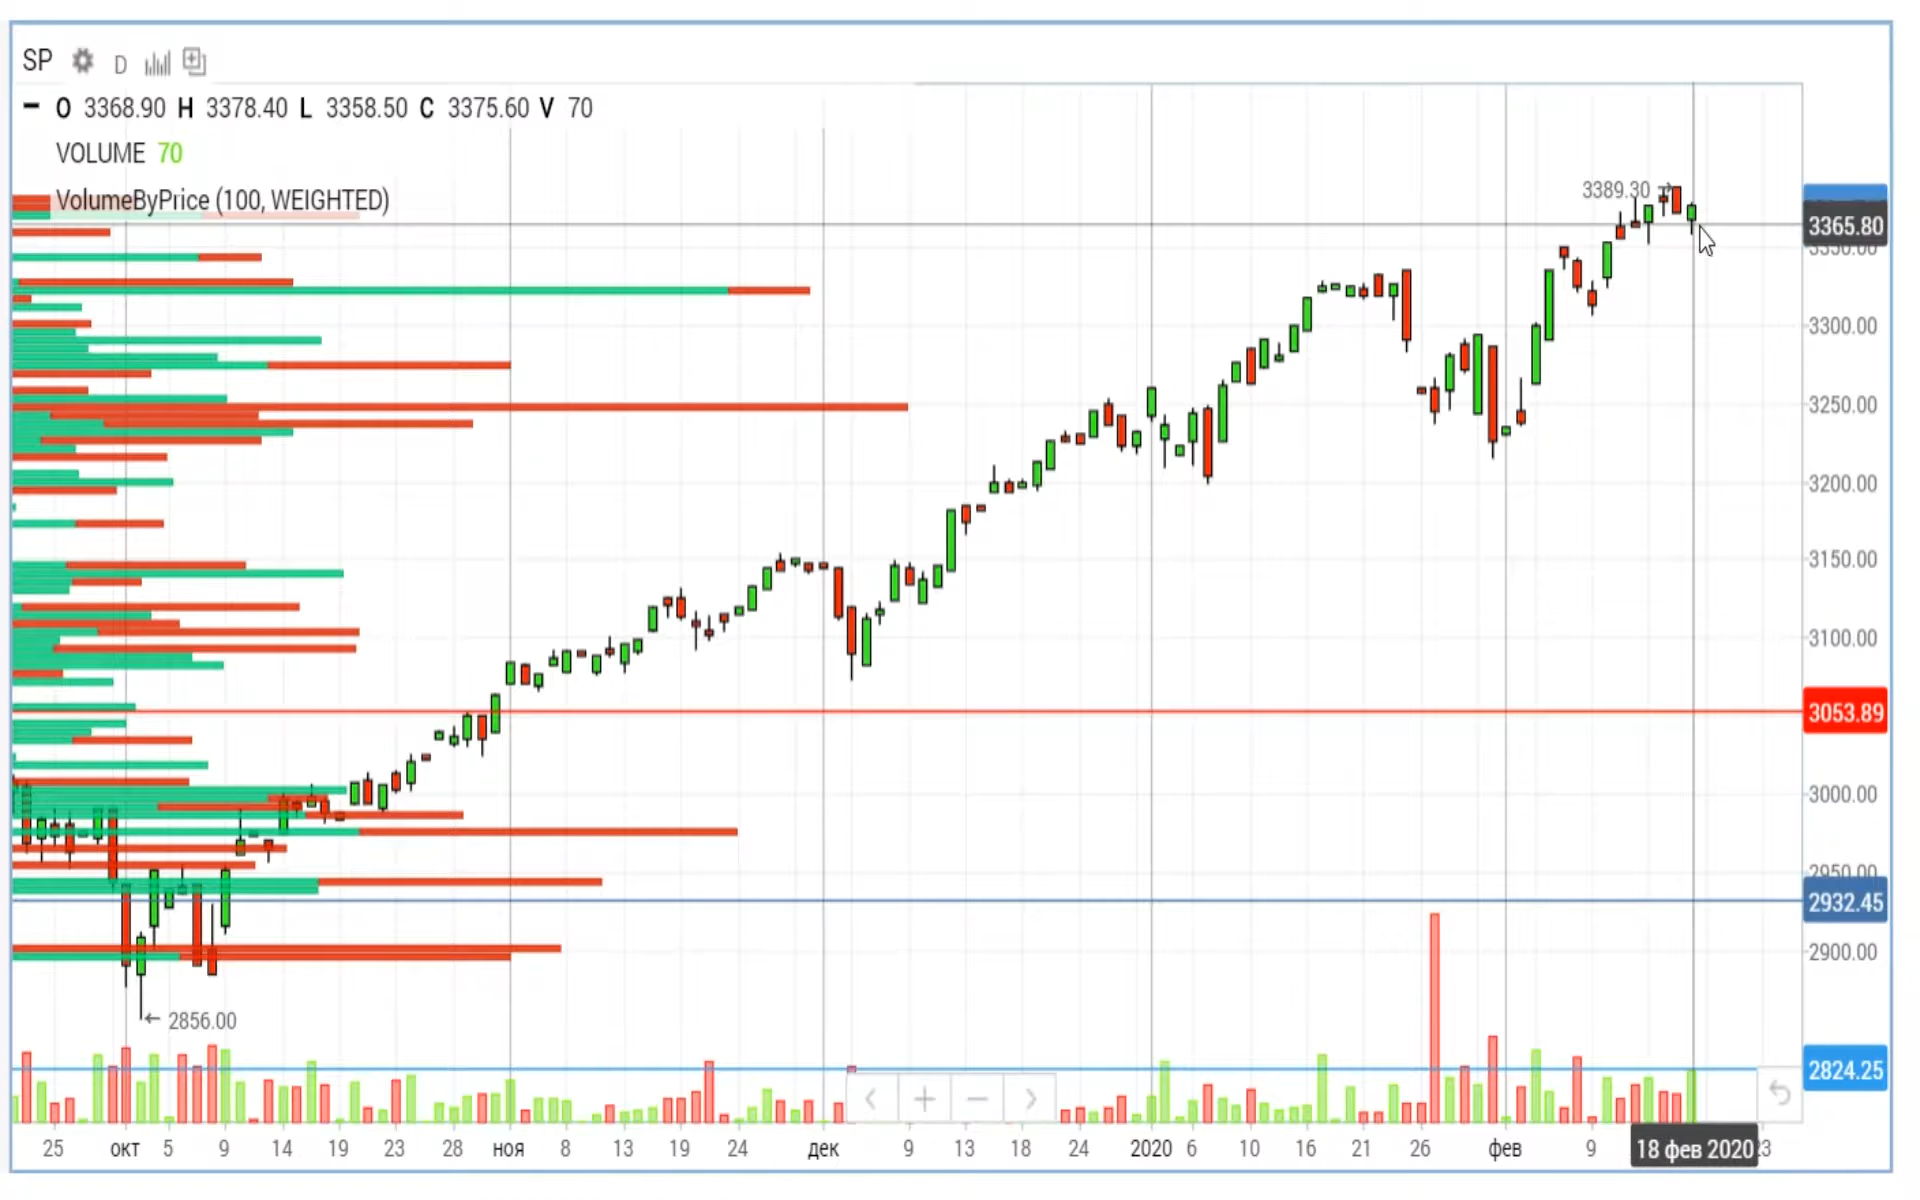 SP D
O 3368.90 H 3378.40 L 3358.50 C 3375.60 V 70
VOLUME 70
VolumeByPrice (100, WEIGHTED)
3389.30
3365.80
3300.00
3250.00
3200.00
3150.00
3100.00
3053.89
3000.00
2950.00
2932.45
2900.00
2856.00
2824.25
25 окт 5 9 14 19 23 28 ноя 8 13 19 24 дек 9 13 18 24 2020 6 10 16 21 26 фев 9 18 фев 2020